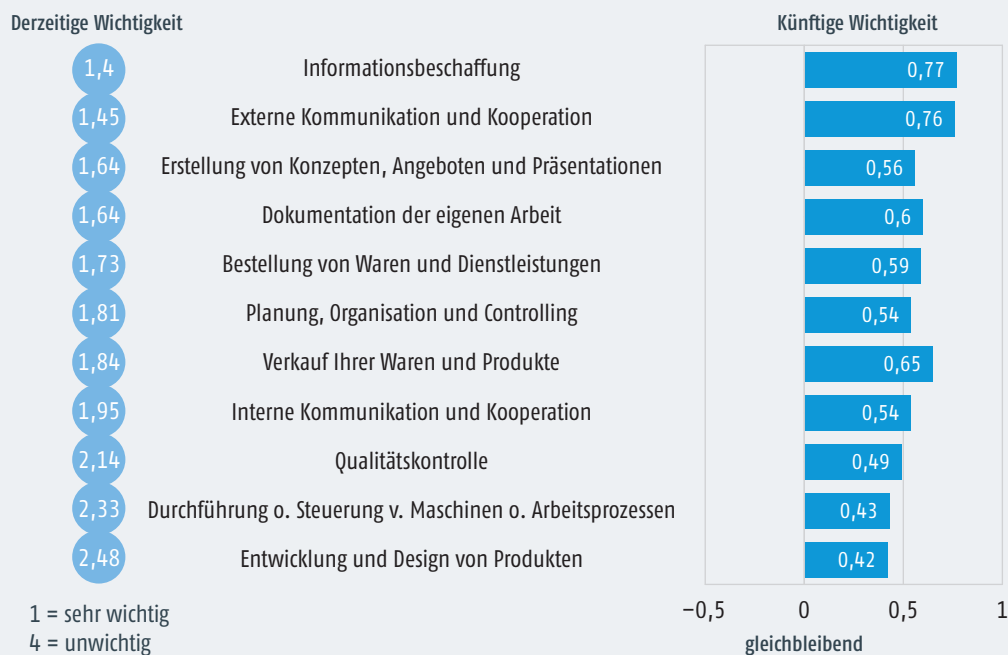 Derzeitige Wichtigkeit Künftige Wichtigkeit
1,4 Informationsbeschaffung 0,77
1,45 Externe Kommunikation und Kooperation 0,76
1,64 Erstellung von Konzepten, Angeboten und Präsentationen 0,56
1,64 Dokumentation der eigenen Arbeit 0,6
1,73 Bestellung von Waren und Dienstleistungen 0,59
1,81 Planung, Organisation und Controlling 0,54
1,84 Verkauf Ihrer Waren und Produkte 0,65
1,95 Interne Kommunikation und Kooperation 0,54
2,14 Qualitätskontrolle 0,49
2,33 Durchführung o. Steuerung v. Maschinen o. Arbeitsprozessen 0,43
2,48 Entwicklung und Design von Produkten 0,42
−0,5 0 0,5 1
1 = sehr wichtig
4 = unwichtig gleichbleibend